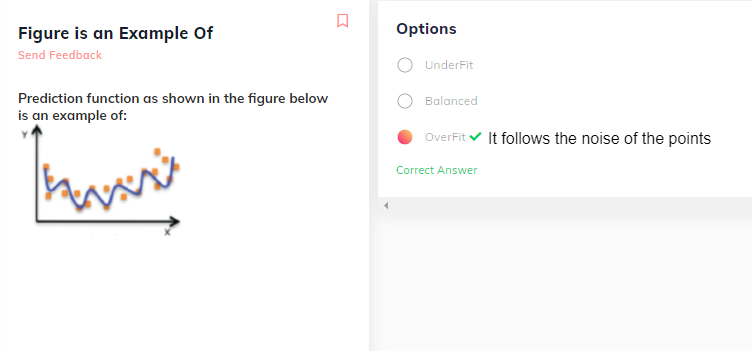 Figure is an Example Of
Send Feedback
Prediction function as shown in the figure below
is an example of:
Y
X
Options
UnderFit
Balanced
OverFit It follows the noise of the points
Correct Answer